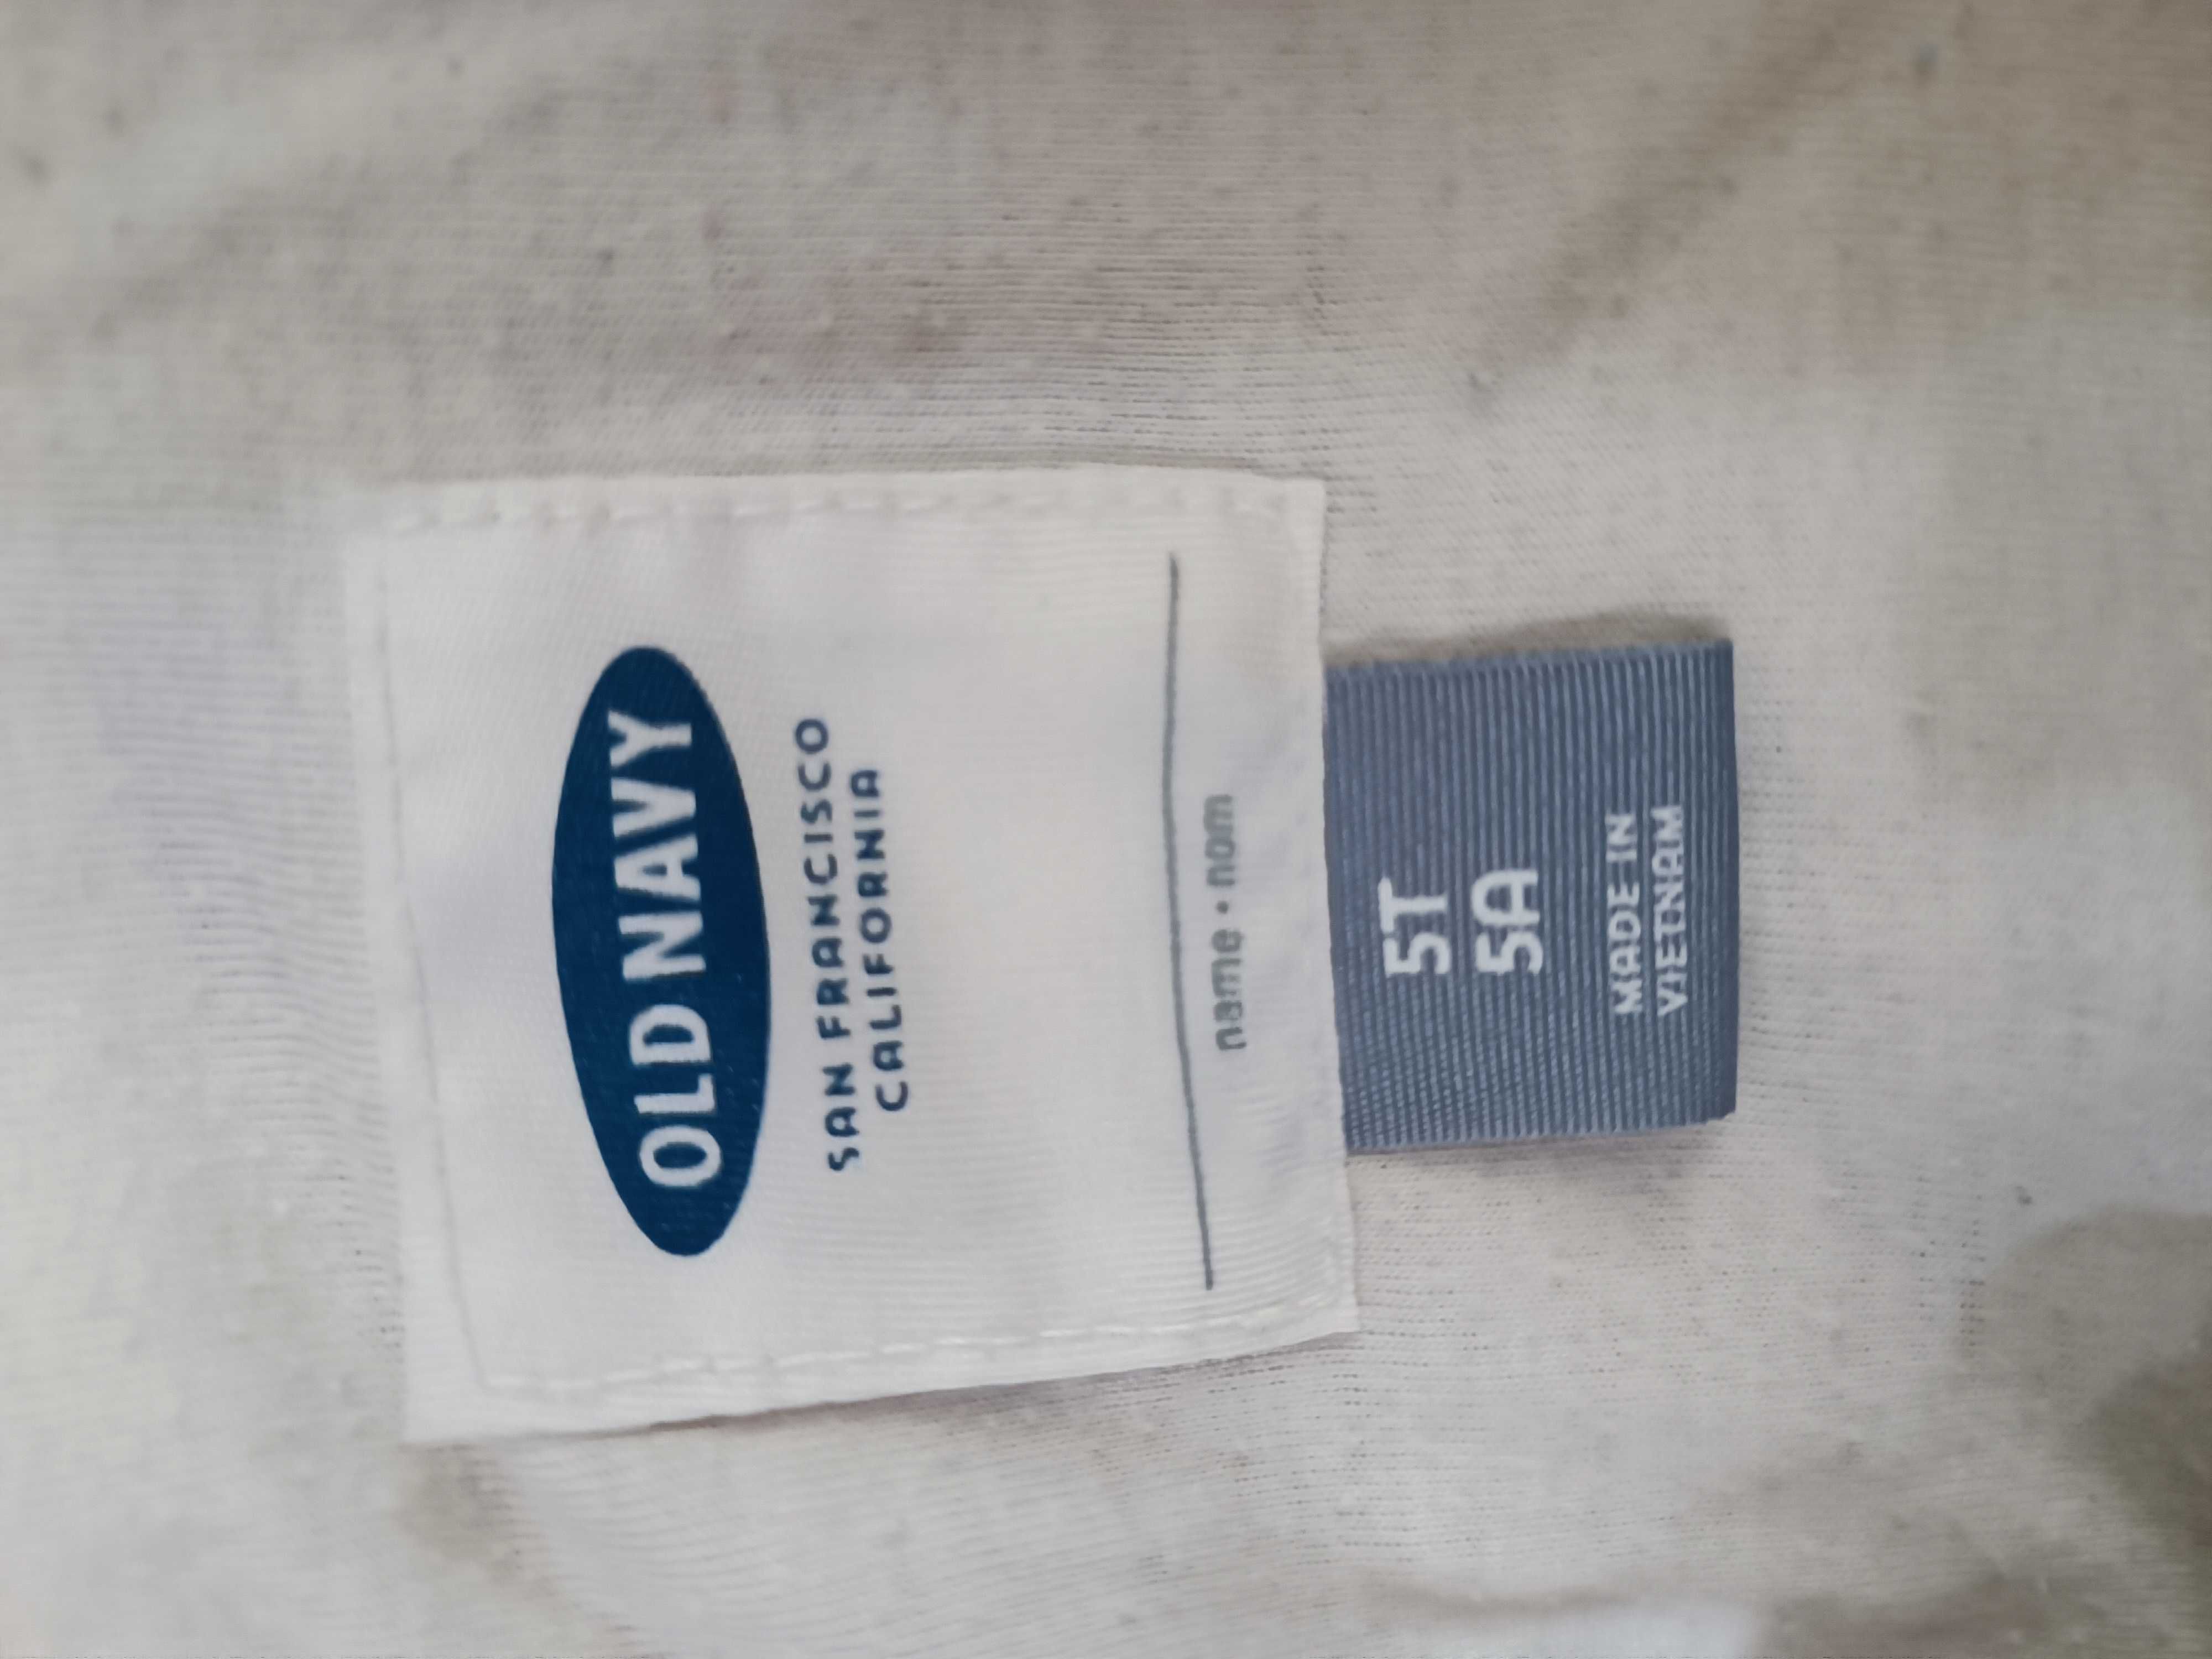 OLD NAVY
SAN FRANCISCO
CALIFORNIA
name • nom
5T
5A
MADE IN
VIETNAM